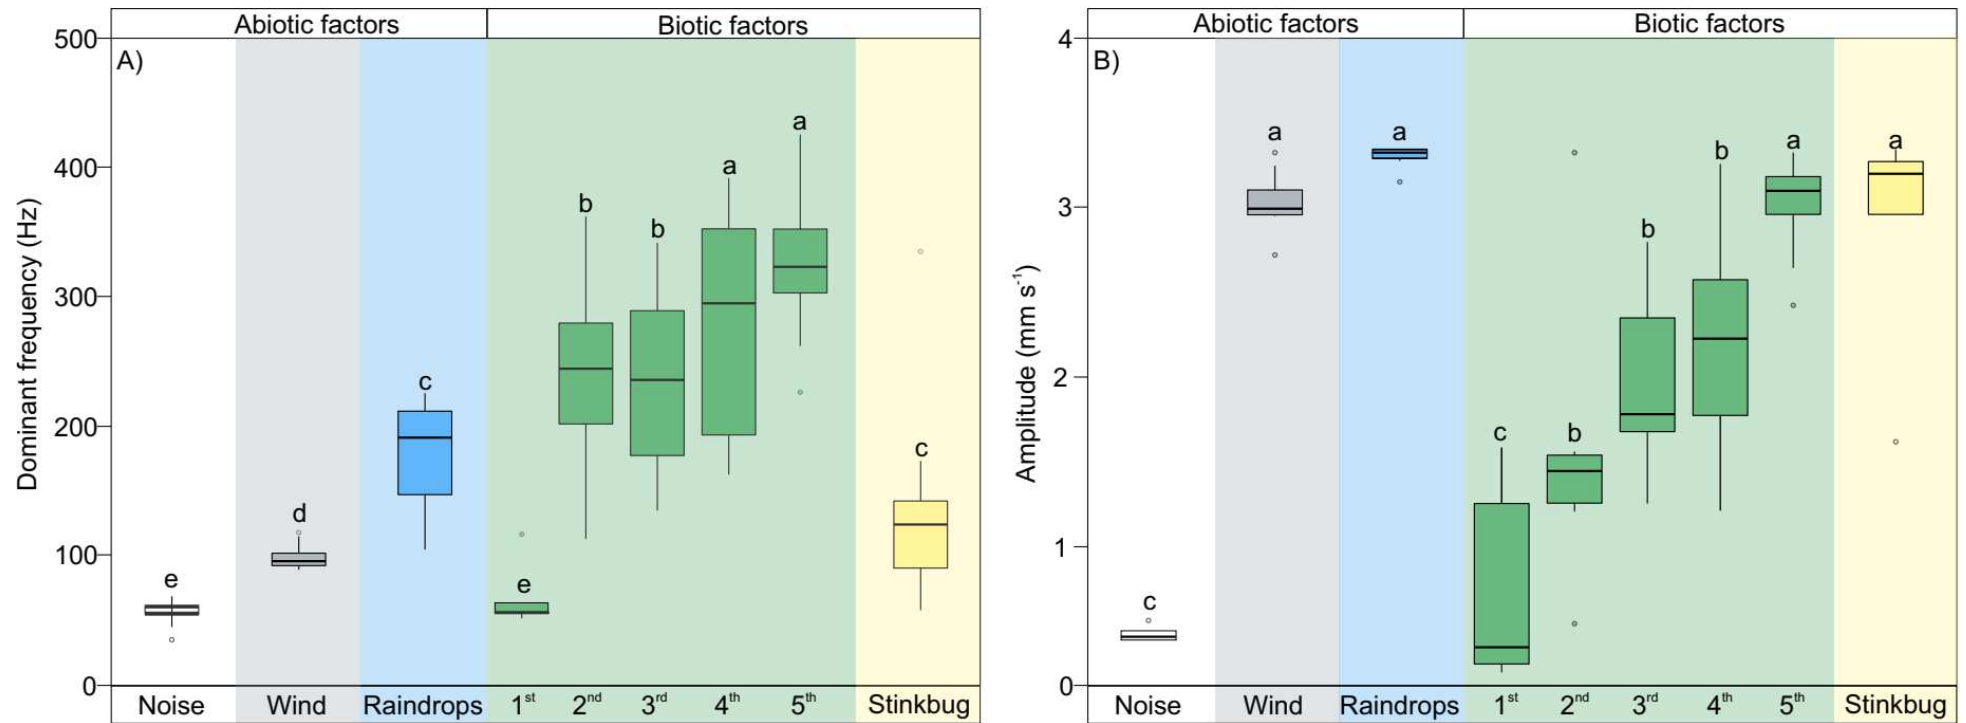 Abiotic factors Biotic factors
A)
500
400
300
200
100
0
Dominant frequency (Hz)
e d c e b b a a c
Noise Wind Raindrops 1st 2nd 3rd 4th 5th Stinkbug
Abiotic factors Biotic factors
B)
4
3
2
1
0
Amplitude (mm s-1)
c a a c b b b a a
Noise Wind Raindrops 1st 2nd 3rd 4th 5th Stinkbug